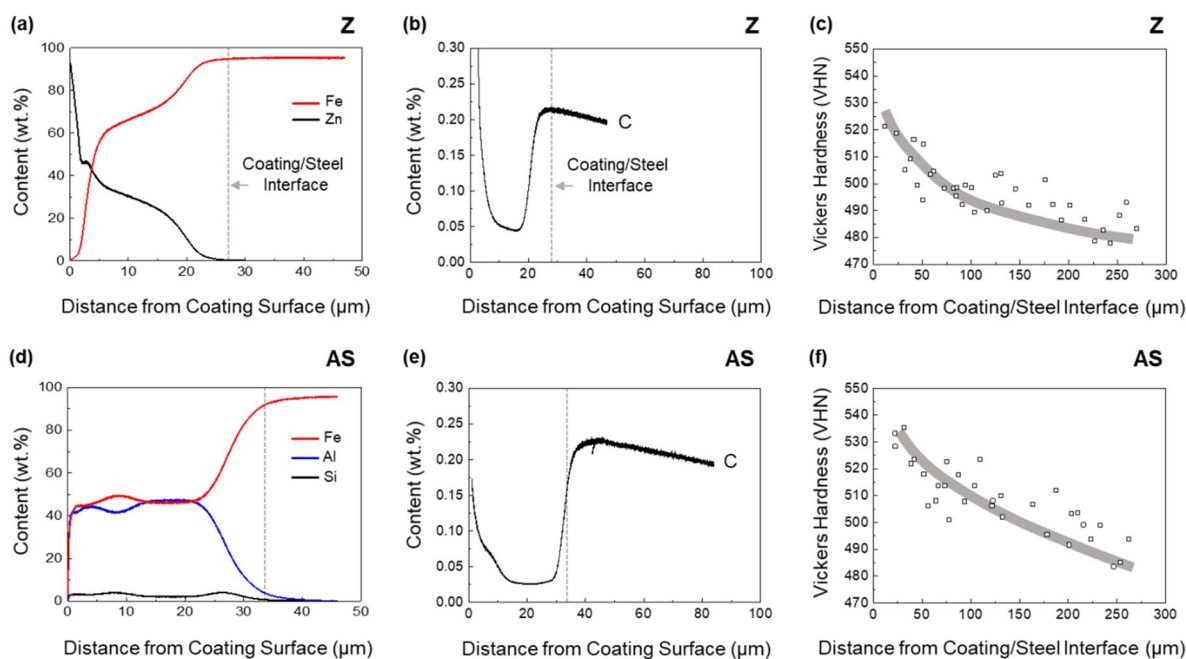 (a)
Z
Content (wt.%)
100
80
60
40
20
0
Fe
Zn
Coating/Steel
Interface
0
10
20
30
40
50
Distance from Coating Surface (µm)
(b)
Z
Content (wt.%)
0.30
0.25
0.20
0.15
0.10
0.05
0.00
C
Coating/Steel
Interface
0
20
40
60
80
100
Distance from Coating Surface (µm)
(c)
Z
Vickers Hardness (VHN)
550
540
530
520
510
500
490
480
470
0
50
100
150
200
250
300
Distance from Coating/Steel Interface (µm)
(d)
AS
Content (wt.%)
100
80
60
40
20
0
Fe
Al
Si
0
10
20
30
40
50
Distance from Coating Surface (µm)
(e)
AS
Content (wt.%)
0.30
0.25
0.20
0.15
0.10
0.05
0.00
C
0
20
40
60
80
100
Distance from Coating Surface (µm)
(f)
AS
Vickers Hardness (VHN)
550
540
530
520
510
500
490
480
470
0
50
100
150
200
250
300
Distance from Coating/Steel Interface (µm)